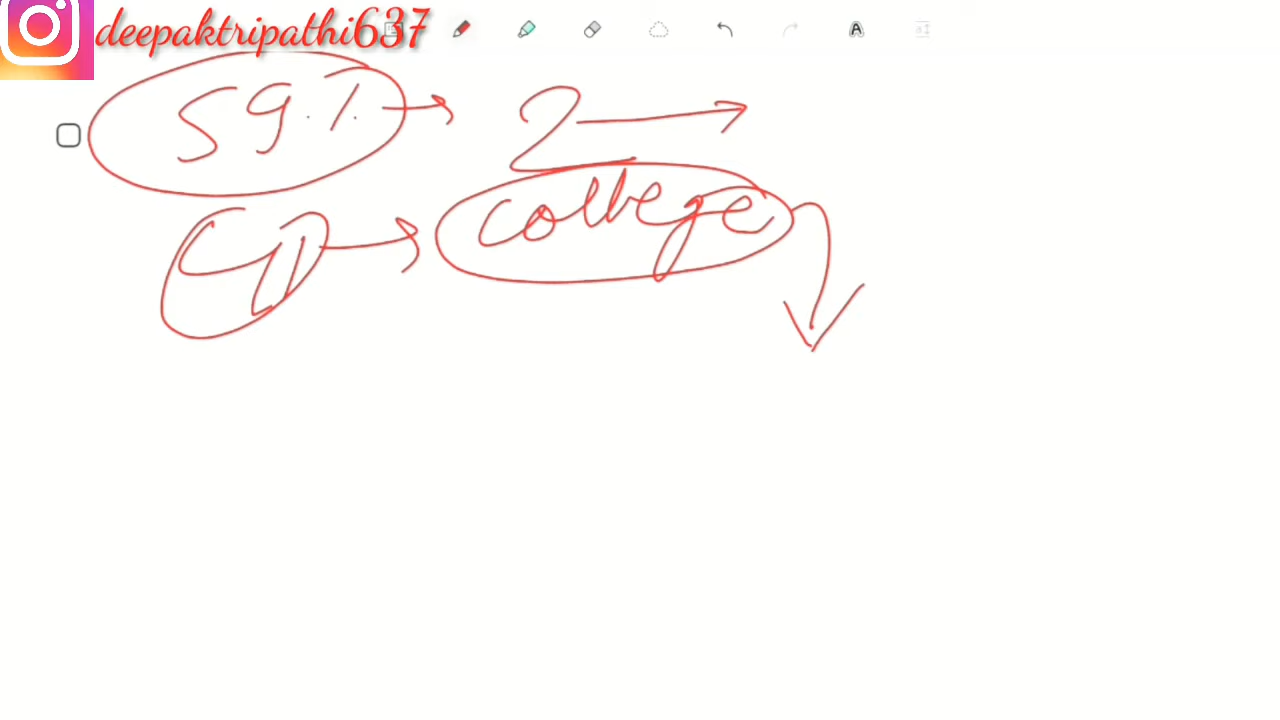 deepaktripathi637
59% → 2 →
→ college